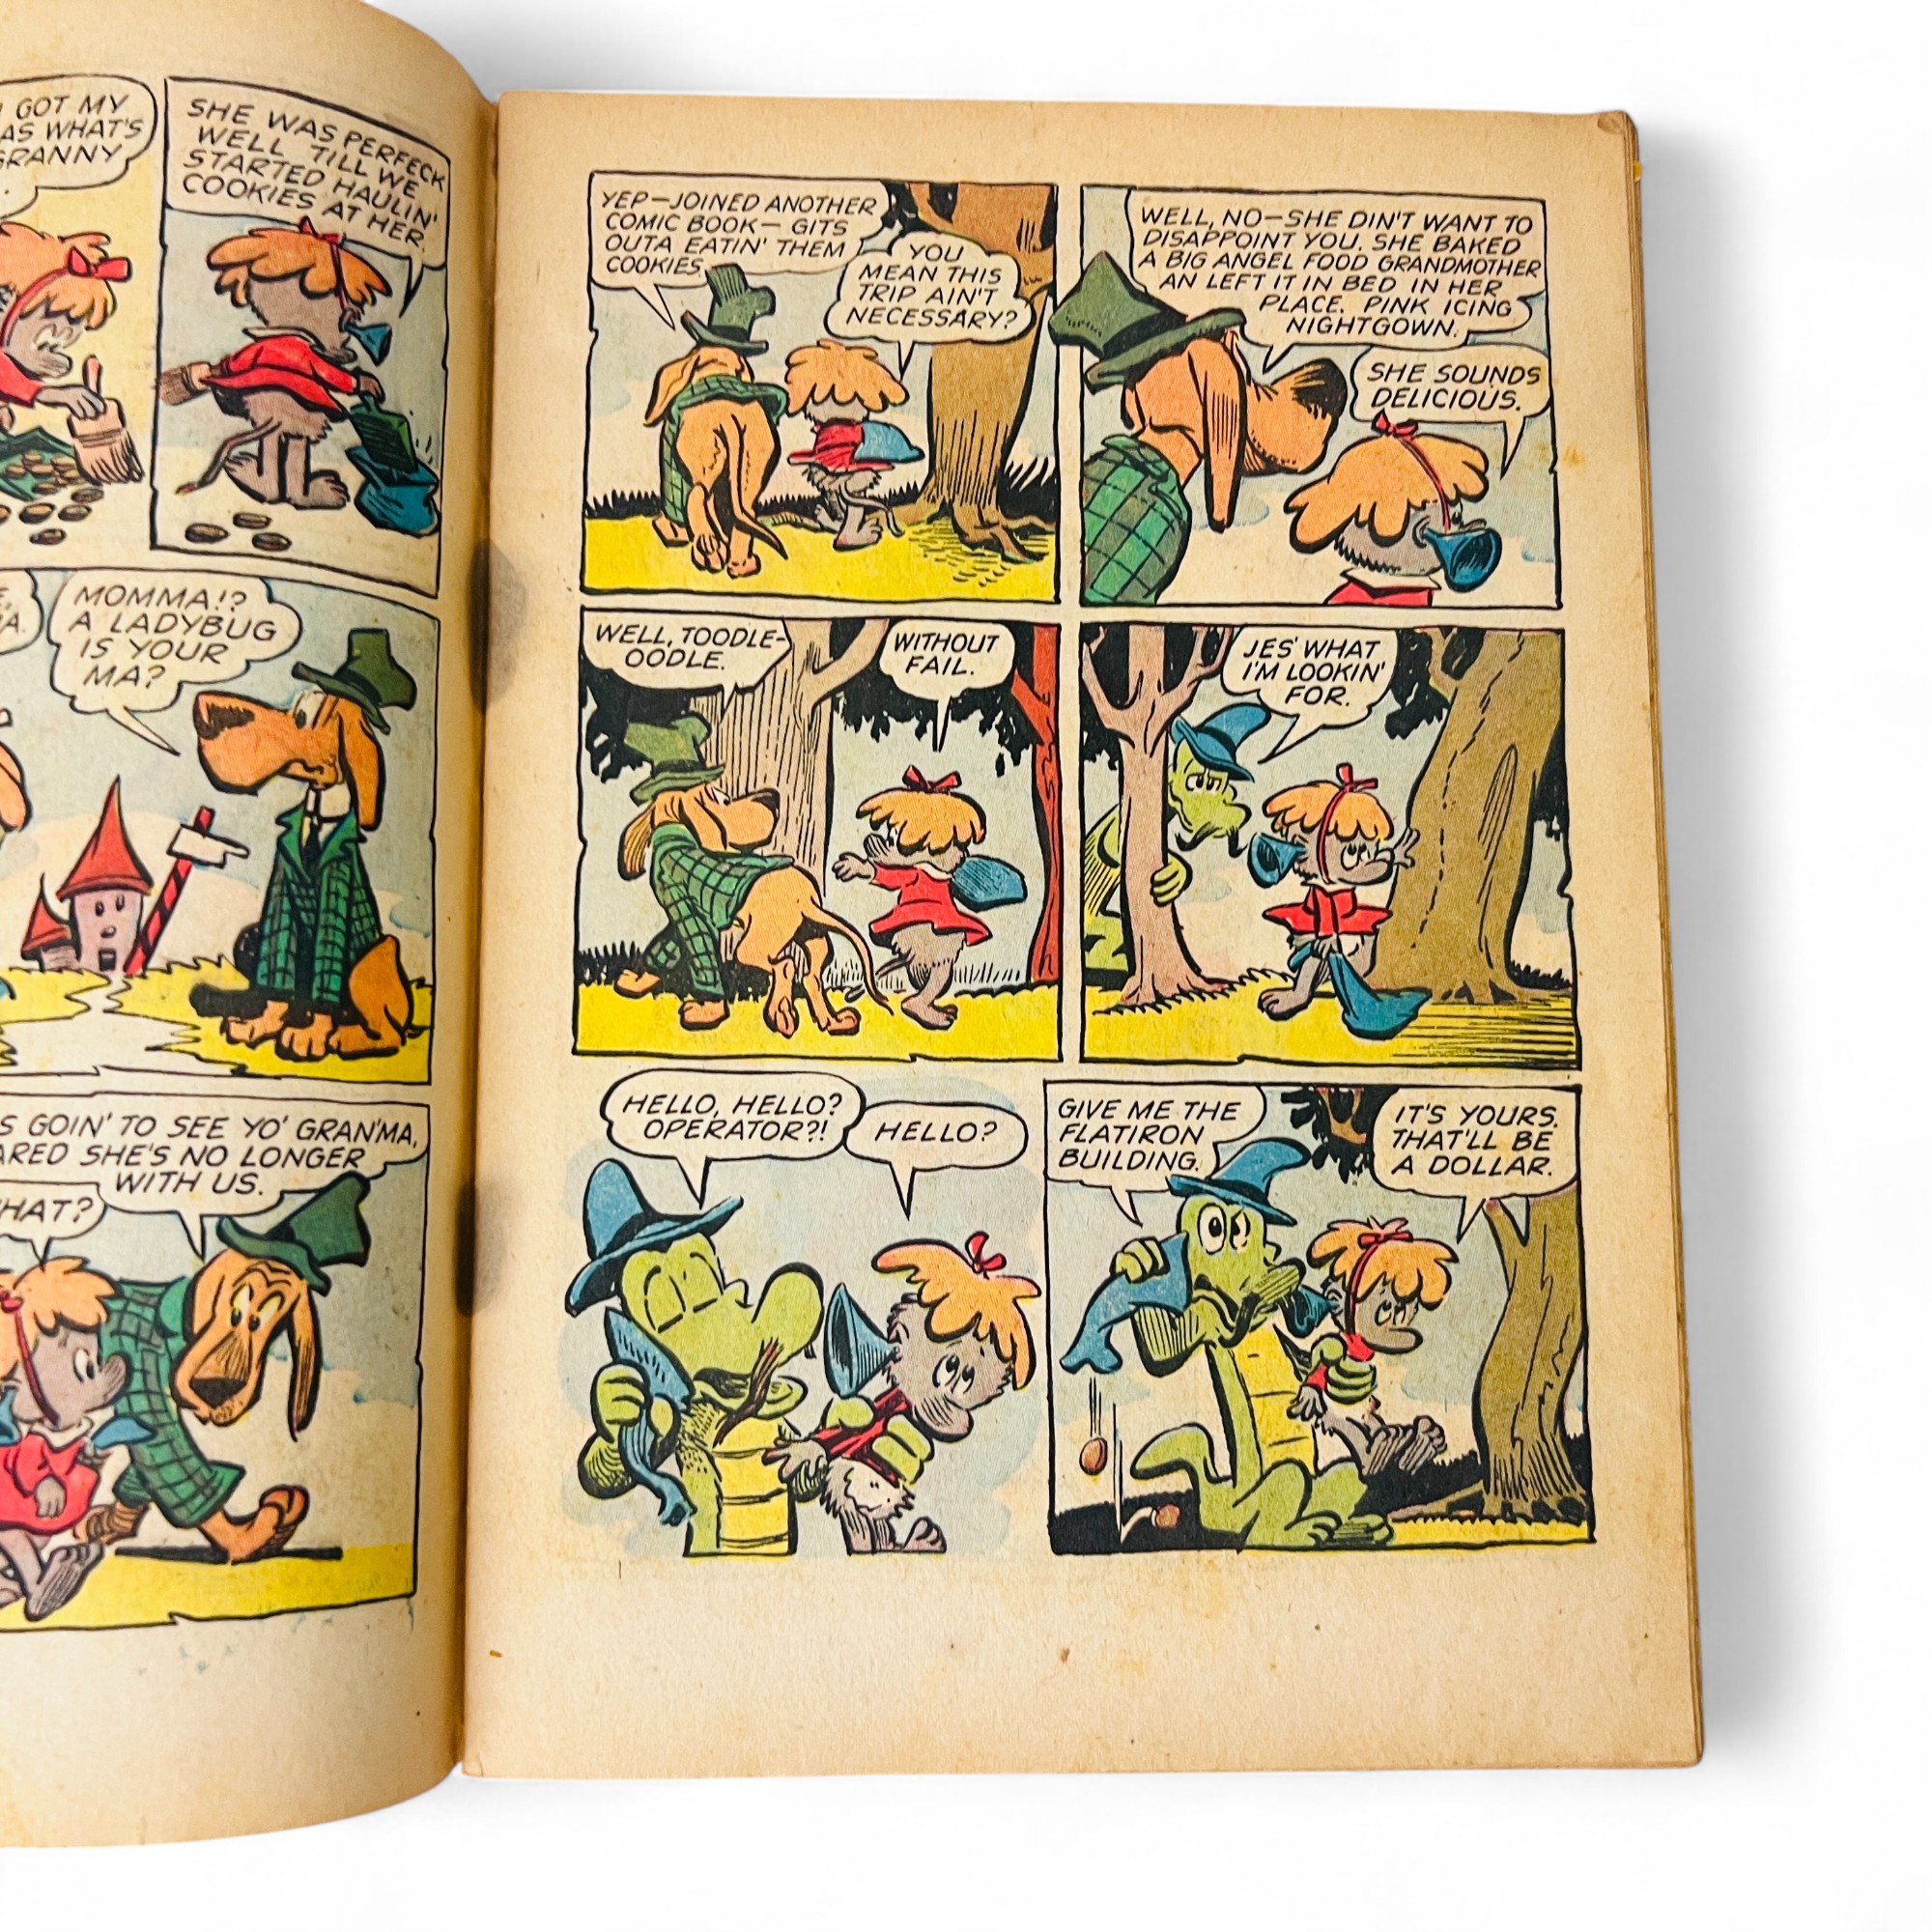 GOT MY
AS WHAT'S
GRANNY
SHE WAS PERFECK
WELL TILL WE
STARTED HAULIN'
COOKIES AT HER.
MOMMA!?
A LADYBUG
IS YOUR
MA?
GOIN' TO SEE YO' GRAN'MA,
SHE'S NO LONGER
WITH US.
YEP—JOINED ANOTHER
COMIC BOOK— GITS
OUTA EATIN' THEM
COOKIES
YOU
MEAN THIS
TRIP AIN'T
NECESSARY?
WELL, NO—SHE DIN'T WANT TO
DISAPPOINT YOU. SHE BAKED
A BIG ANGEL FOOD GRANDMOTHER
AN LEFT IT IN BED IN HER
PLACE. PINK ICING
NIGHTGOWN.
SHE SOUNDS
DELICIOUS.
WELL, TOODLE-
OODLE.
WITHOUT
FAIL.
JES' WHAT
I'M LOOKIN'
FOR.
HELLO, HELLO?
OPERATOR?!
HELLO?
GIVE ME THE
FLATIRON
BUILDING.
IT'S YOURS.
THAT'LL BE
A DOLLAR.